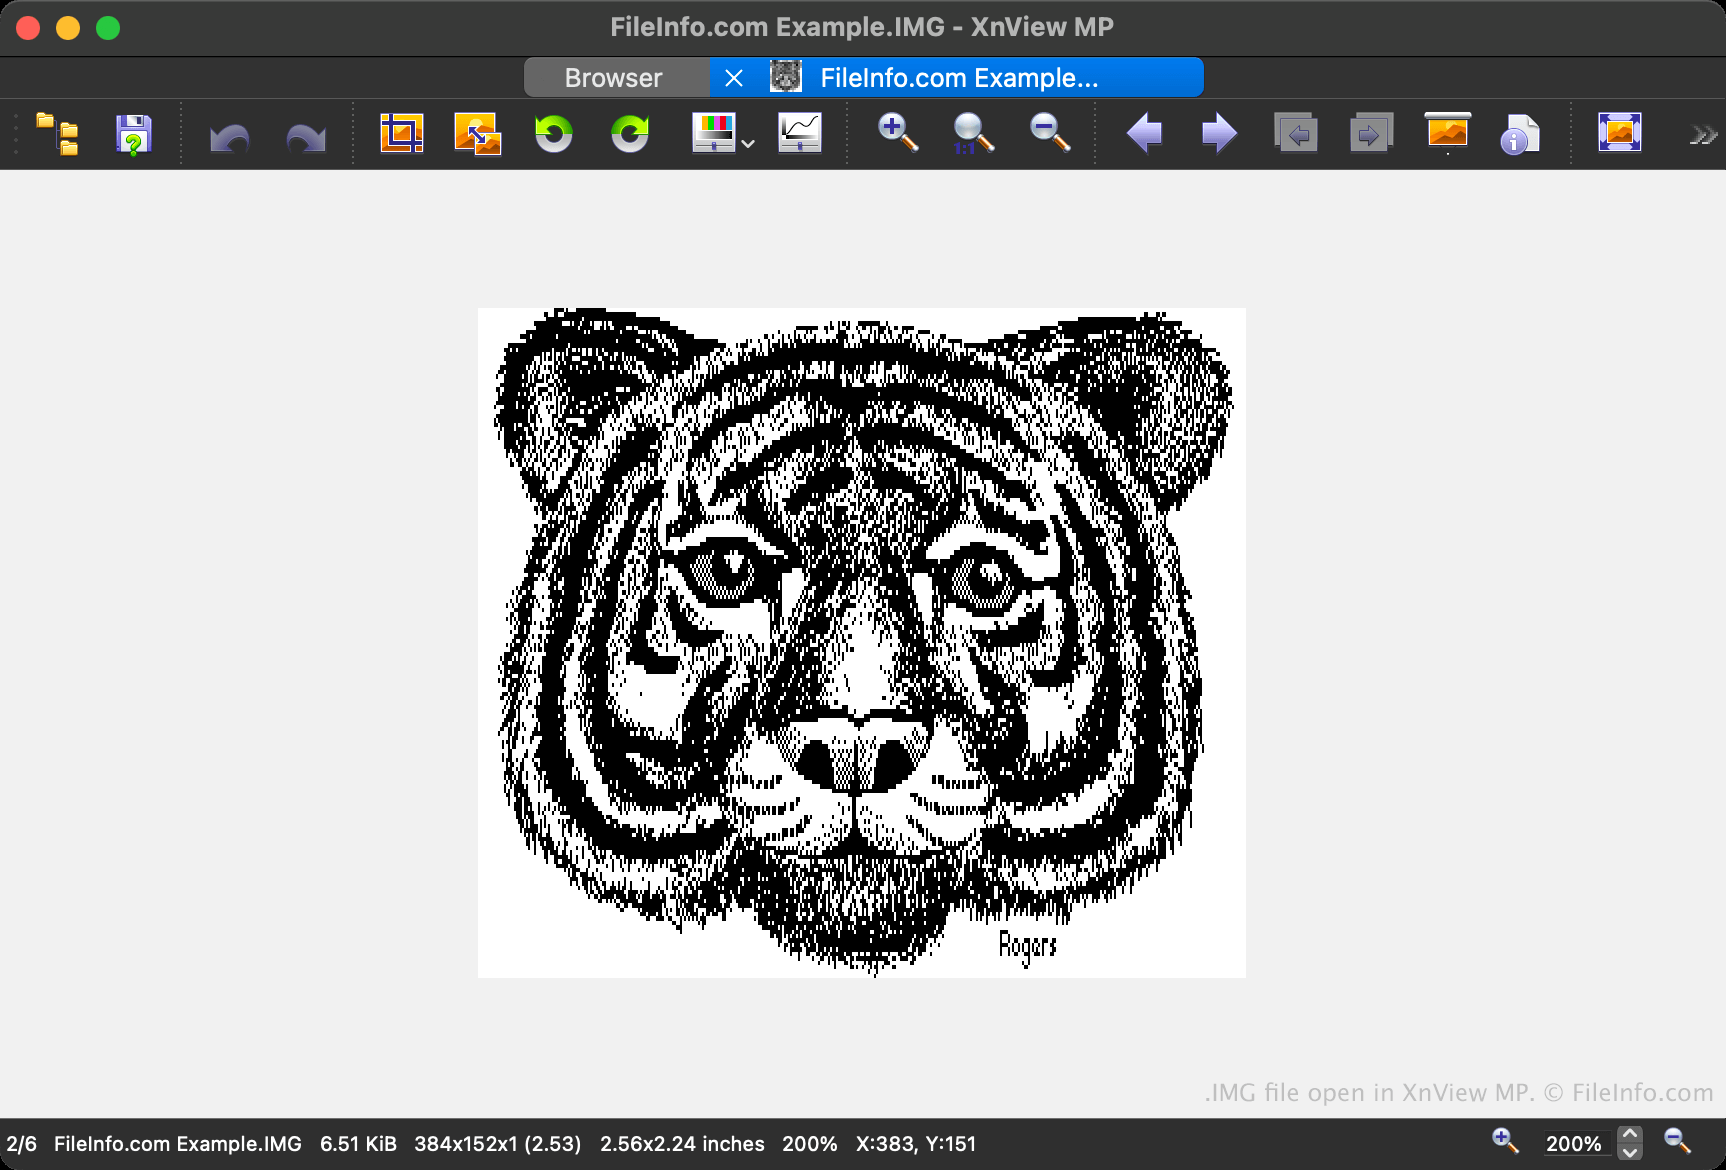 FileInfo.com Example.IMG - XnView MP
Browser
FileInfo.com Example...
1:1
Rogers
.IMG file open in XnView MP. © FileInfo.com
2/6 FileInfo.com Example.IMG 6.51 KiB 384x152x1 (2.53) 2.56x2.24 inches 200% X:383, Y:151
200%